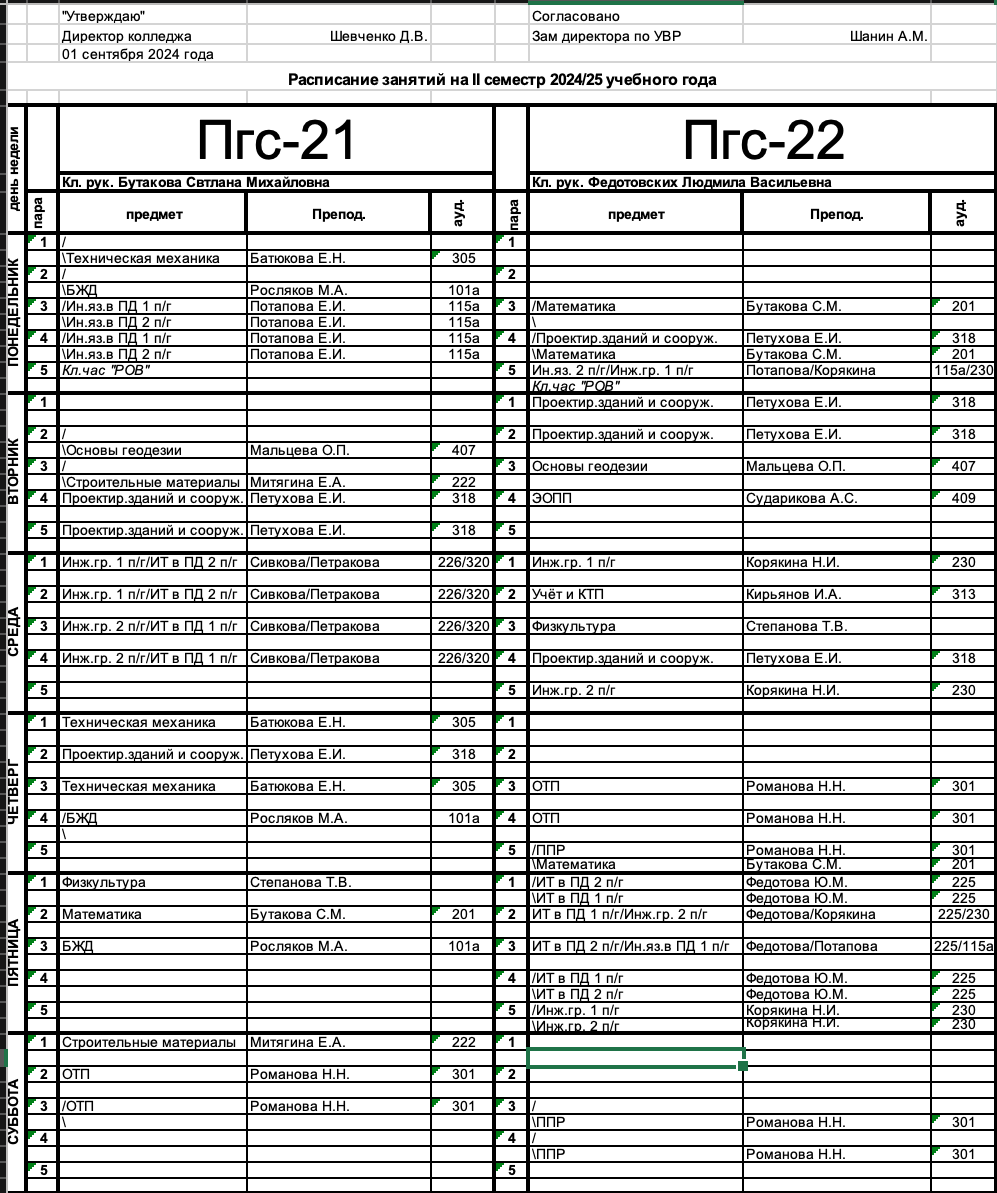 "Утверждаю" Согласовано
Директор колледжа Шевченко Д.В. Зам директора по УВР Шанин А.М.
01 сентября 2024 года
Расписание занятий на II семестр 2024/25 учебного года
день недели Пгс-21 Пгс-22
Кл. рук. Бутакова Свтлана Михайловна Кл. рук. Федотовских Людмила Васильевна
пара предмет Препод. ауд. пара предмет Препод. ауд.
ПОНЕДЕЛЬНИК
1 / 1
\Техническая механика Батюкова Е.Н. 305
2 / 2
\БЖД Росляков М.А. 101а
3 /Ин.яз.в ПД 1 п/г Потапова Е.И. 115а 3 /Математика Бутакова С.М. 201
\Ин.яз.в ПД 2 п/г Потапова Е.И. 115а \
4 /Ин.яз.в ПД 1 п/г Потапова Е.И. 115а 4 /Проектир.зданий и сооруж. Петухова Е.И. 318
\Ин.яз.в ПД 2 п/г Потапова Е.И. 115а \Математика Бутакова С.М. 201
5 Кл.час "РОВ" 5 Ин.яз. 2 п/г/Инж.гр. 1 п/г Потапова/Корякина 115а/230
Кл.час "РОВ"
ВТОРНИК
1 1 Проектир.зданий и сооруж. Петухова Е.И. 318
2 / 2 Проектир.зданий и сооруж. Петухова Е.И. 318
\Основы геодезии Мальцева О.П. 407
3 / 3 Основы геодезии Мальцева О.П. 407
\Строительные материалы Митягина Е.А. 222
4 Проектир.зданий и сооруж. Петухова Е.И. 318 4 ЭОПП Сударикова А.С. 409
5 Проектир.зданий и сооруж. Петухова Е.И. 318 5
СРЕДА
1 Инж.гр. 1 п/г/ИТ в ПД 2 п/г Сивкова/Петракова 226/320 1 Инж.гр. 1 п/г Корякина Н.И. 230
2 Инж.гр. 1 п/г/ИТ в ПД 2 п/г Сивкова/Петракова 226/320 2 Учёт и КТП Кирьянов И.А. 313
3 Инж.гр. 2 п/г/ИТ в ПД 1 п/г Сивкова/Петракова 226/320 3 Физкультура Степанова Т.В.
4 Инж.гр. 2 п/г/ИТ в ПД 1 п/г Сивкова/Петракова 226/320 4 Проектир.зданий и сооруж. Петухова Е.И. 318
5 5 Инж.гр. 2 п/г Корякина Н.И. 230
ЧЕТВЕРГ
1 Техническая механика Батюкова Е.Н. 305 1
2 Проектир.зданий и сооруж. Петухова Е.И. 318 2
3 Техническая механика Батюкова Е.Н. 305 3 ОТП Романова Н.Н. 301
4 /БЖД Росляков М.А. 101а 4 ОТП Романова Н.Н. 301
\
5 5 /ППР Романова Н.Н. 301
\Математика Бутакова С.М. 201
ПЯТНИЦА
1 Физкультура Степанова Т.В. 1 /ИТ в ПД 2 п/г Федотова Ю.М. 225
\ИТ в ПД 1 п/г Федотова Ю.М. 225
2 Математика Бутакова С.М. 201 2 ИТ в ПД 1 п/г/Инж.гр. 2 п/г Федотова/Корякина 225/230
3 БЖД Росляков М.А. 101а 3 ИТ в ПД 2 п/г/Ин.яз.в ПД 1 п/г Федотова/Потапова 225/115а
4 4 /ИТ в ПД 1 п/г Федотова Ю.М. 225
\ИТ в ПД 2 п/г Федотова Ю.М. 225
5 5 /Инж.гр. 1 п/г Корякина Н.И. 230
\Инж.гр. 2 п/г Корякина Н.И. 230
СУББОТА
1 Строительные материалы Митягина Е.А. 222 1
2 ОТП Романова Н.Н. 301 2
3 /ОТП Романова Н.Н. 301 3 /
\ \ППР Романова Н.Н. 301
4 4 /
\ППР Романова Н.Н. 301
5 5